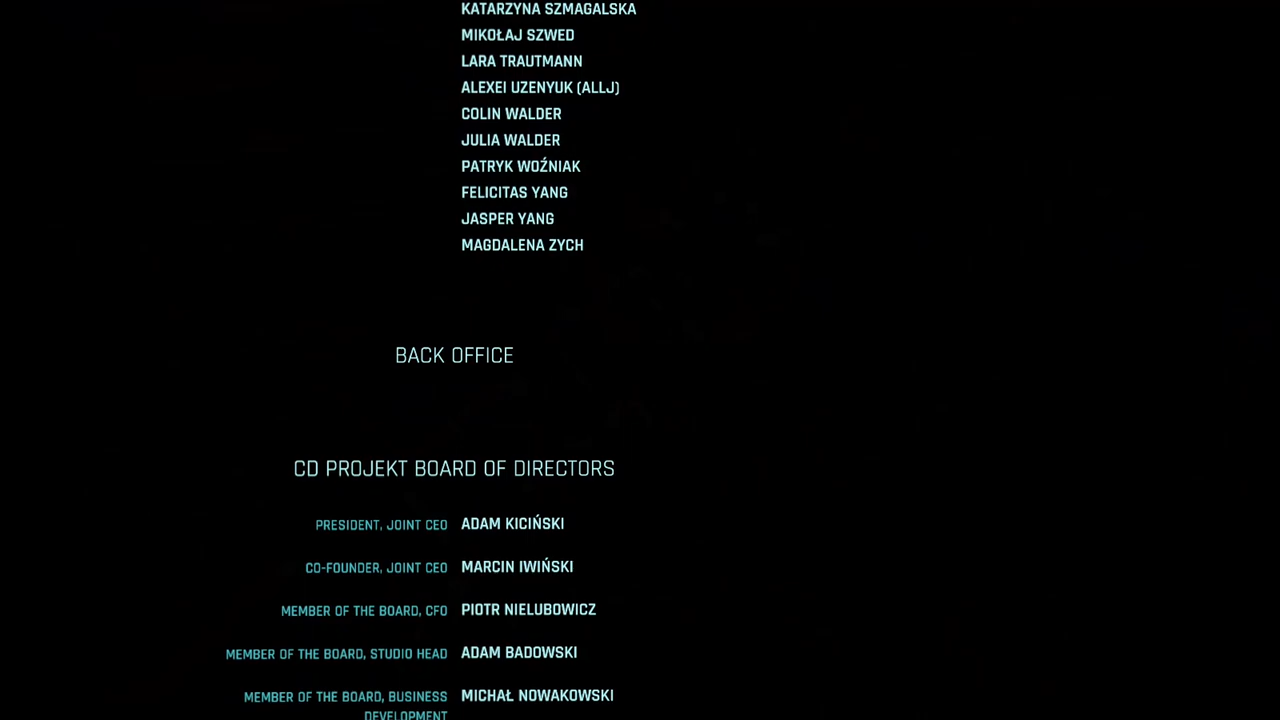 KATARZYNA SZMAGALSKA
MIKOŁAJ SZWED
LARA TRAUTMANN
ALEXEI UZENYUK (ALLJ)
COLIN WALDER
JULIA WALDER
PATRYK WOŹNIAK
FELICITAS YANG
JASPER YANG
MAGDALENA ZYCH
BACK OFFICE
CD PROJEKT BOARD OF DIRECTORS
PRESIDENT, JOINT CEO ADAM KICIŃSKI
CO-FOUNDER, JOINT CEO MARCIN IWIŃSKI
MEMBER OF THE BOARD, CFO PIOTR NIELUBOWICZ
MEMBER OF THE BOARD, STUDIO HEAD ADAM BADOWSKI
MEMBER OF THE BOARD, BUSINESS MICHAŁ NOWAKOWSKI
DEVELOPMENT